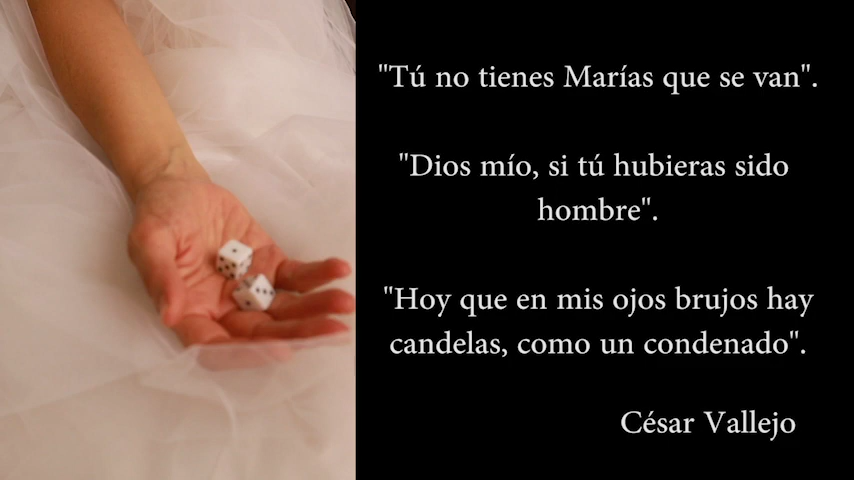 "Tú no tienes Marías que se van".
"Dios mío, si tú hubieras sido
hombre".
"Hoy que en mis ojos brujos hay
candelas, como un condenado".
César Vallejo